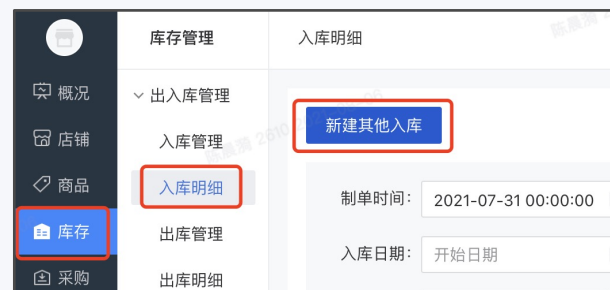 库存管理
入库明细
概况
出入库管理
新建其他入库
店铺
入库管理
商品
入库明细
制单时间：
2021-07-31 00:00:00
库存
出库管理
入库日期：
开始日期
采购
出库明细